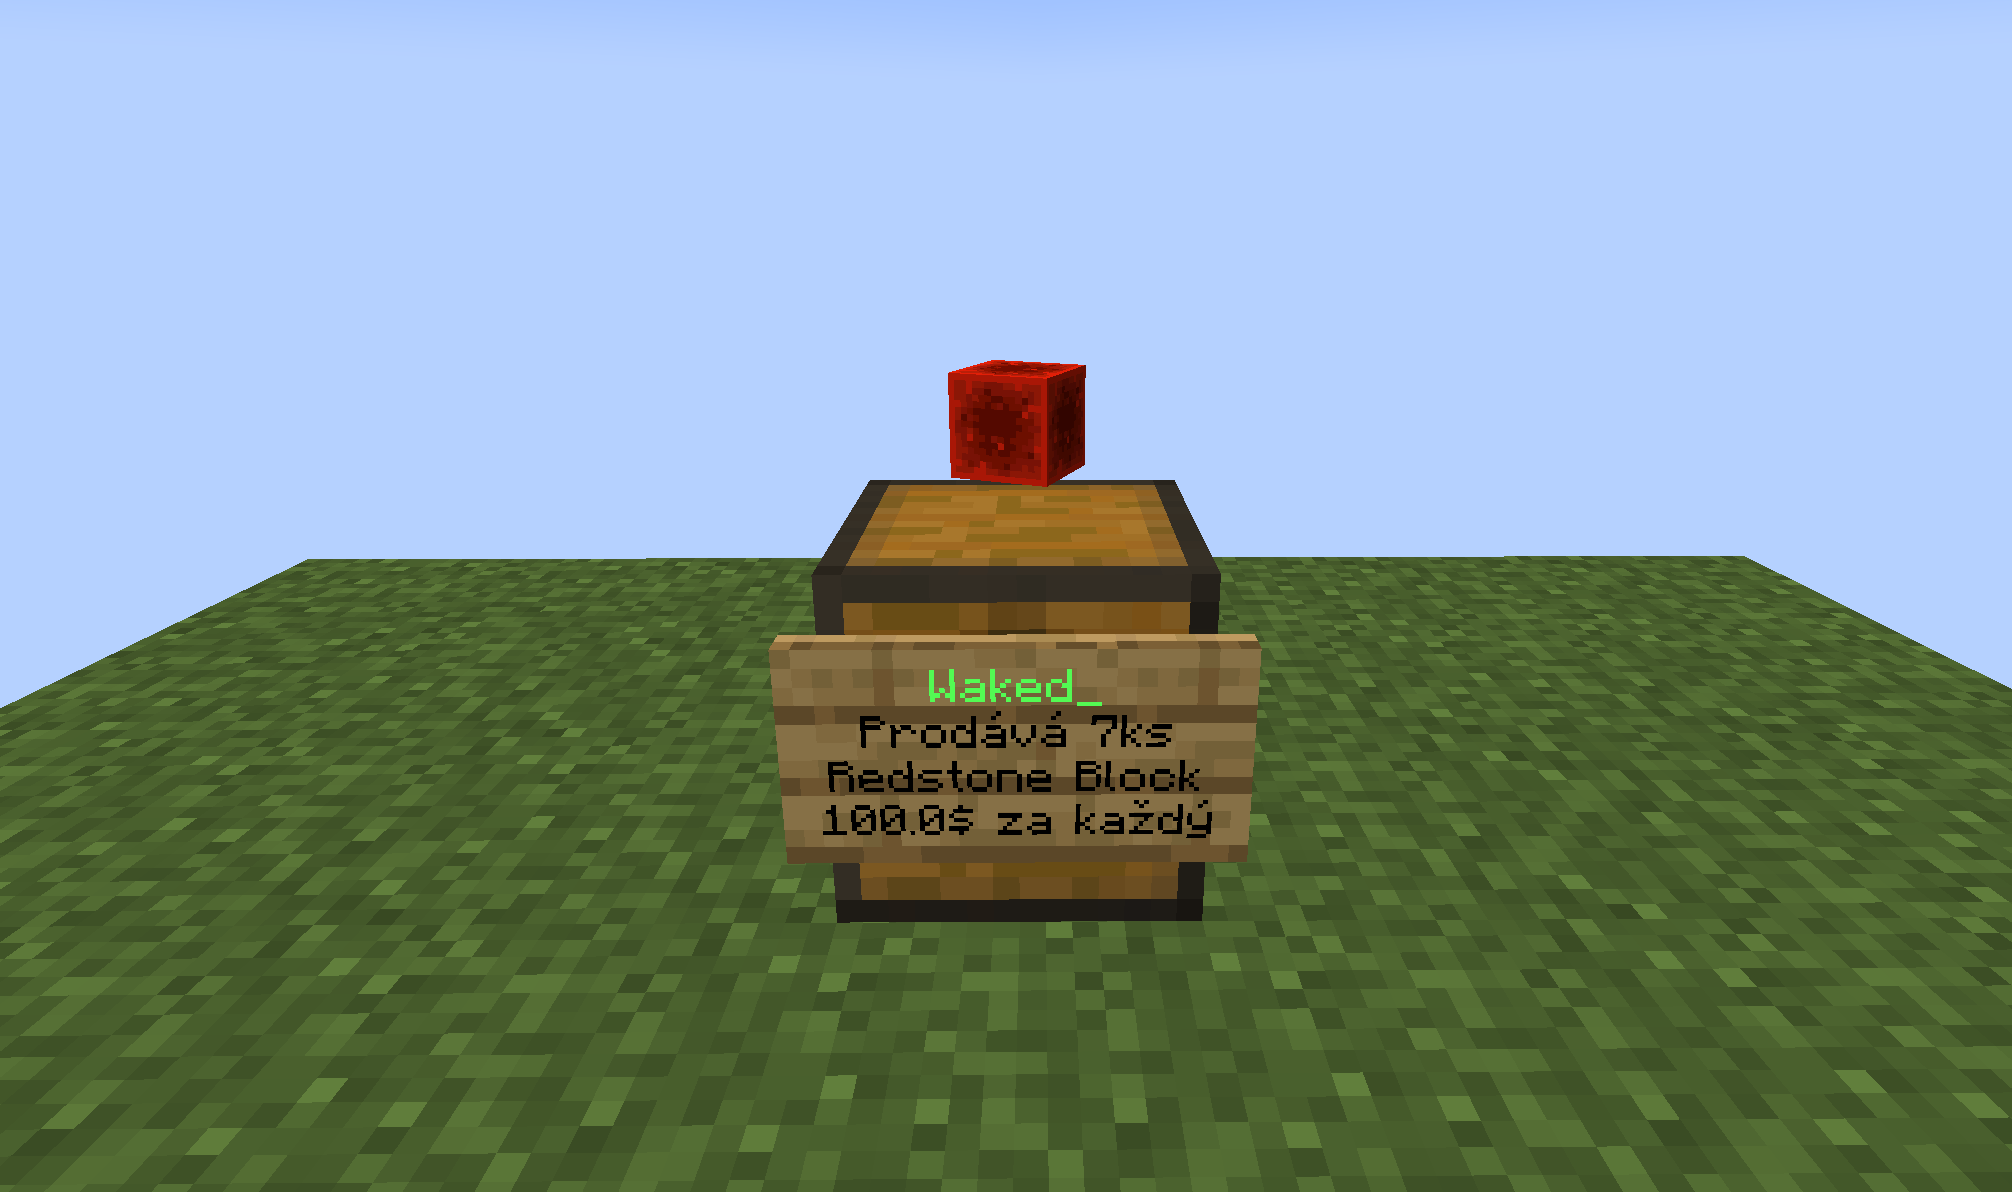 Waked_
Prodává 7ks
Redstone Block
100.0$ za každý